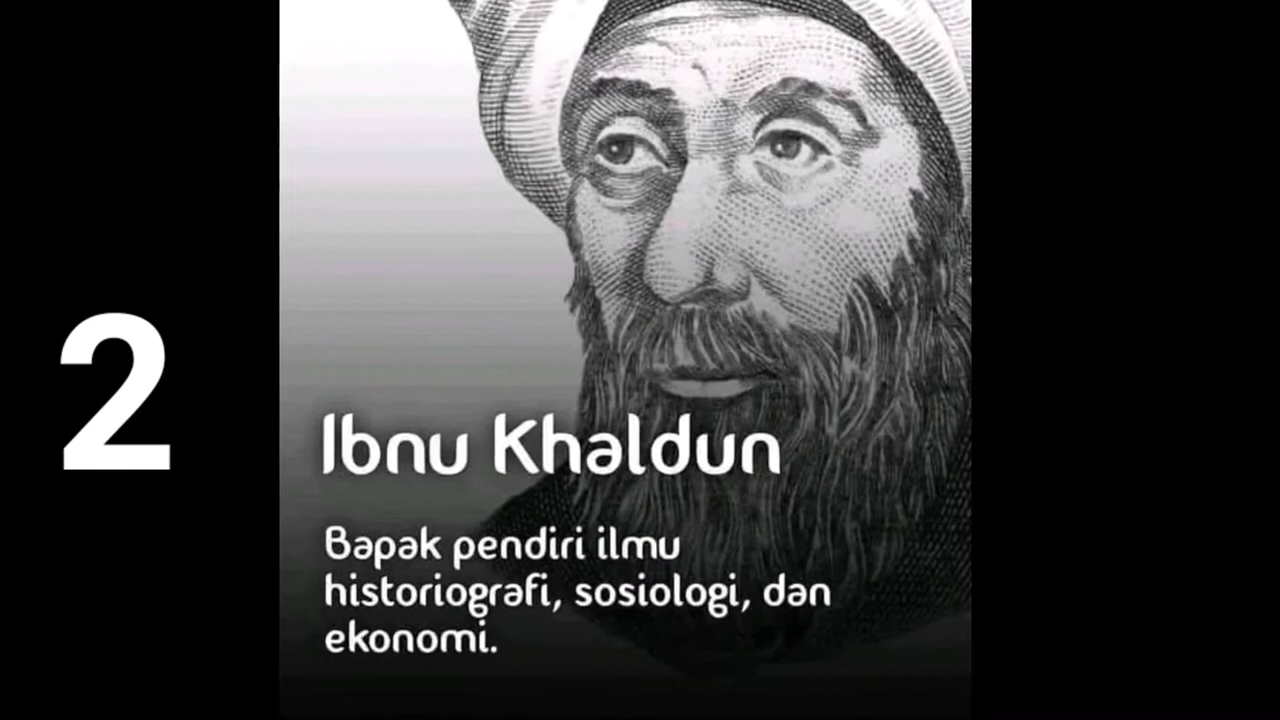 2
Ibnu Khaldun
Bapak pendiri ilmu
historiografi, sosiologi, dan
ekonomi.